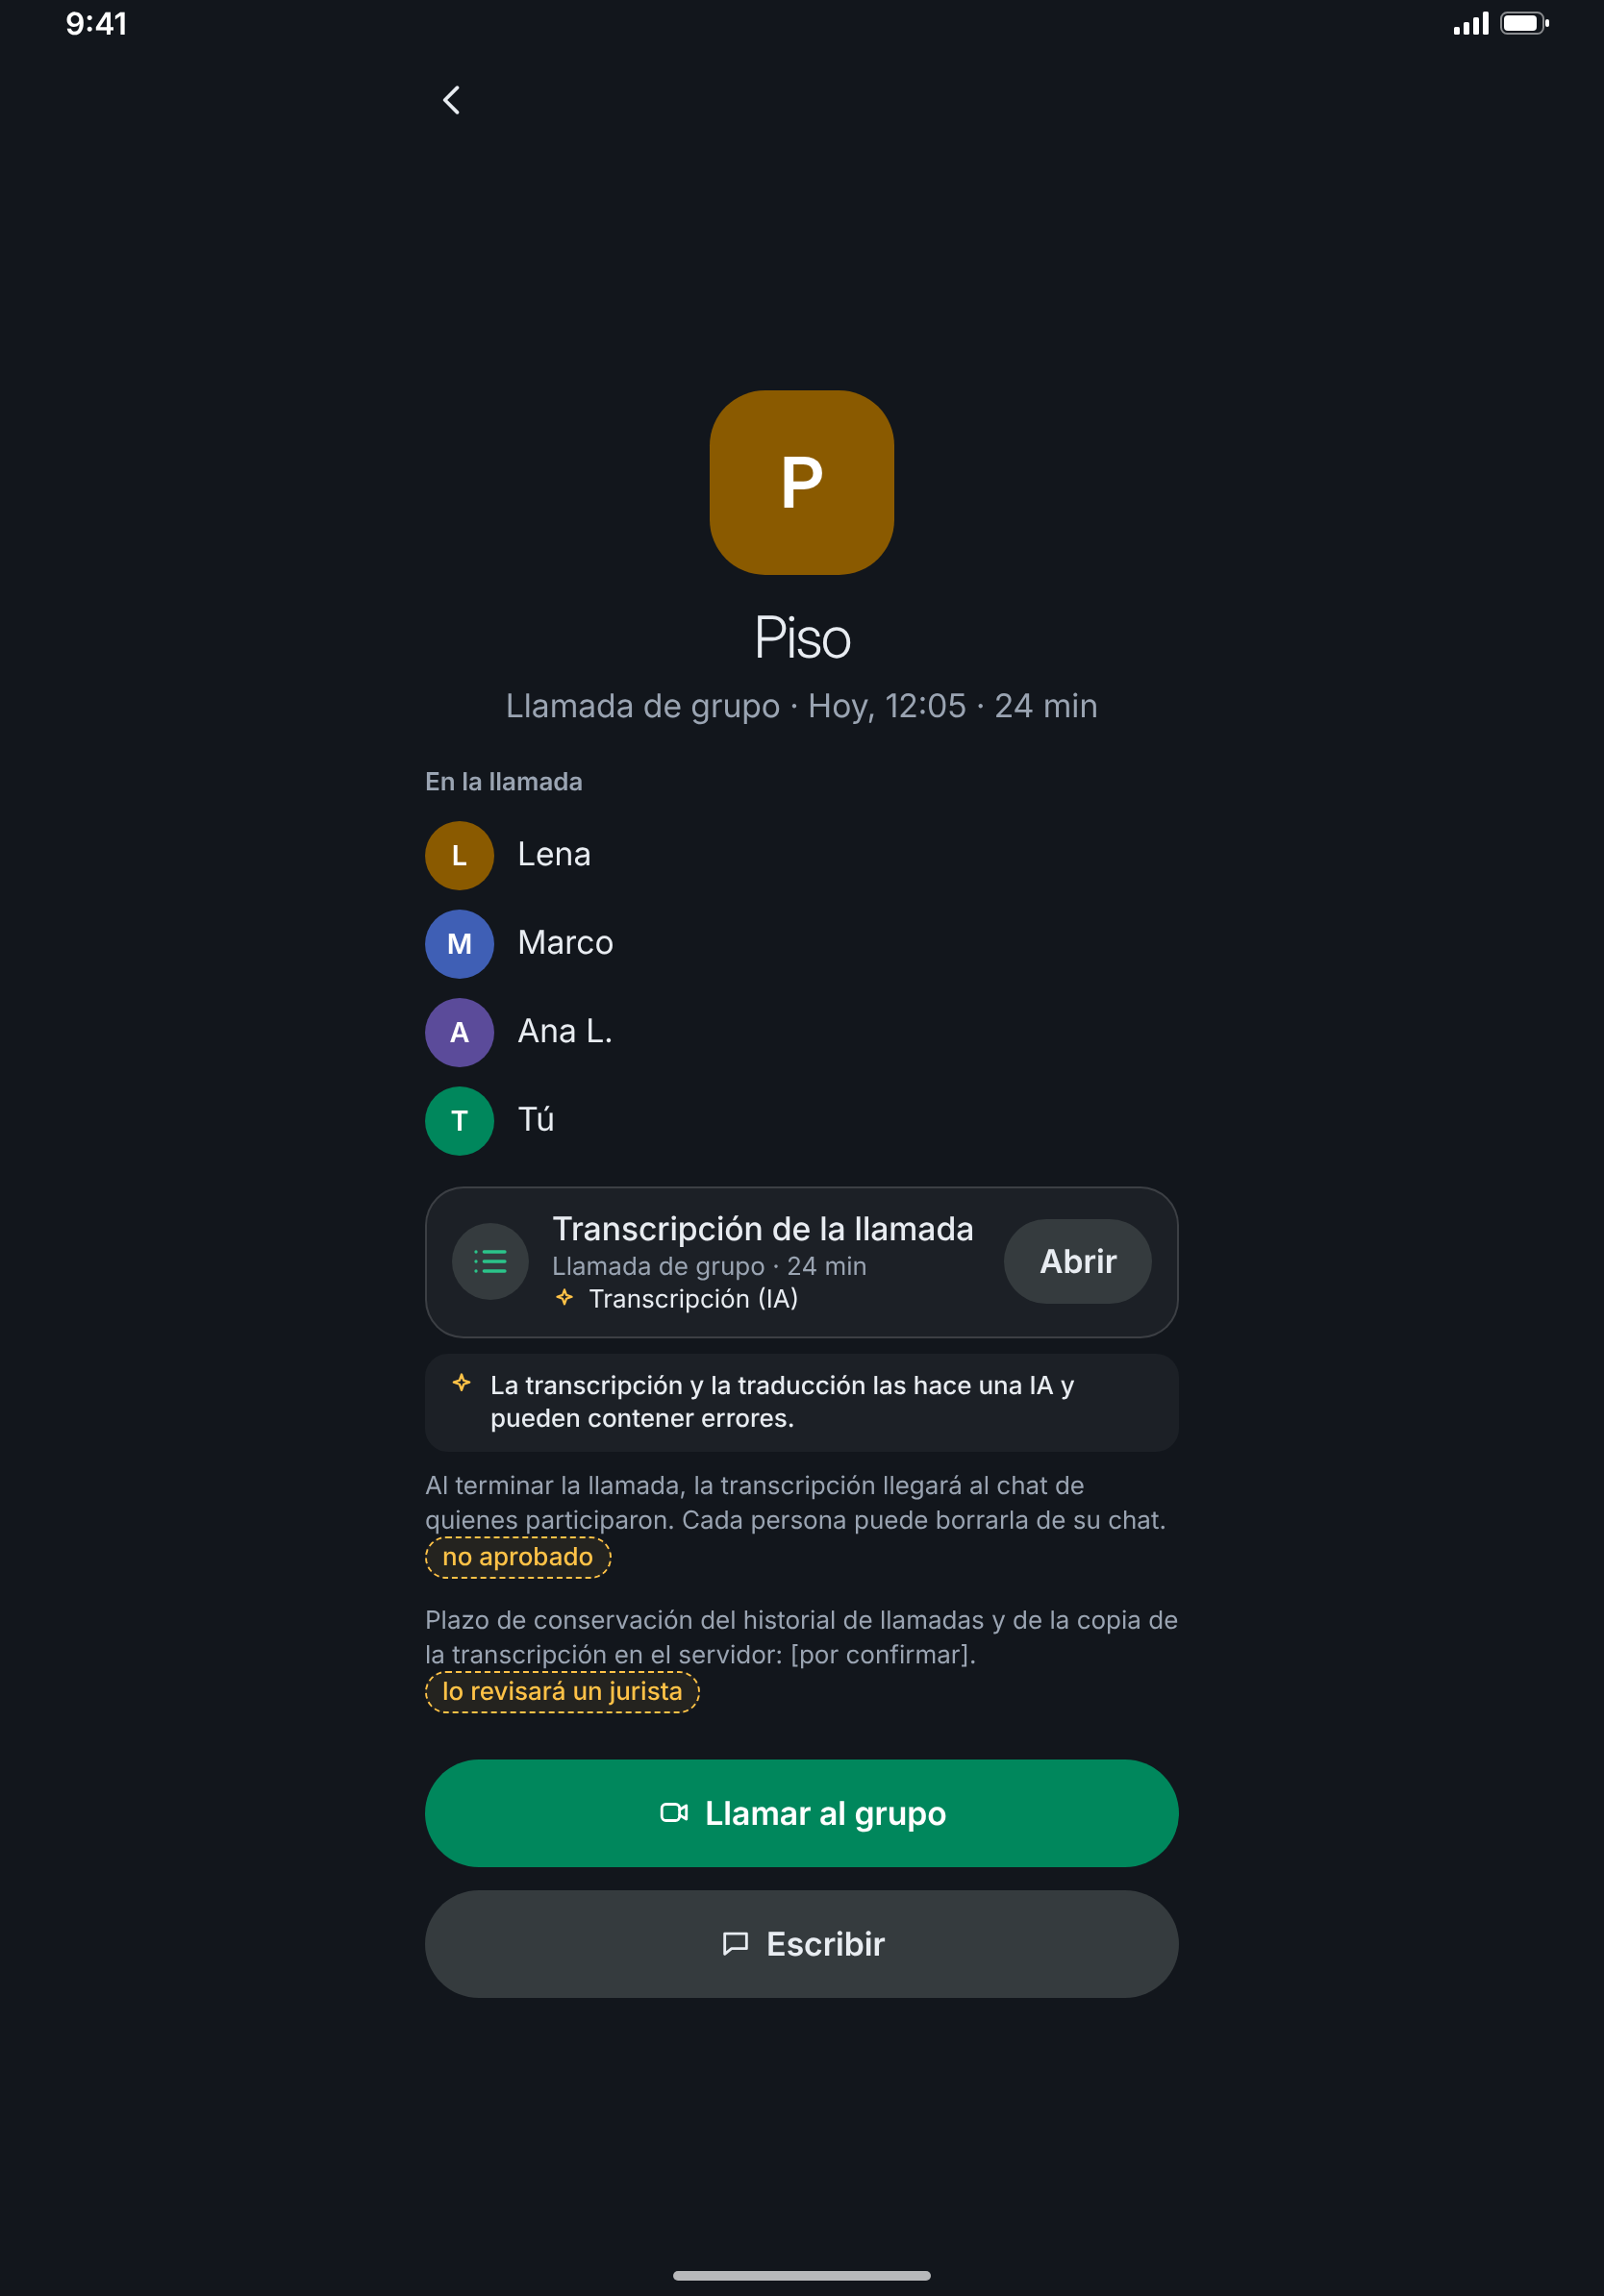 9:41
P
Piso
Llamada de grupo · Hoy, 12:05 · 24 min
En la llamada
L Lena
M Marco
A Ana L.
T Tú
Transcripción de la llamada
Llamada de grupo · 24 min
Transcripción (IA)
Abrir
La transcripción y la traducción las hace una IA y
pueden contener errores.
Al terminar la llamada, la transcripción llegará al chat de
quienes participaron. Cada persona puede borrarla de su chat.
no aprobado
Plazo de conservación del historial de llamadas y de la copia de
la transcripción en el servidor: [por confirmar].
lo revisará un jurista
Llamar al grupo
Escribir